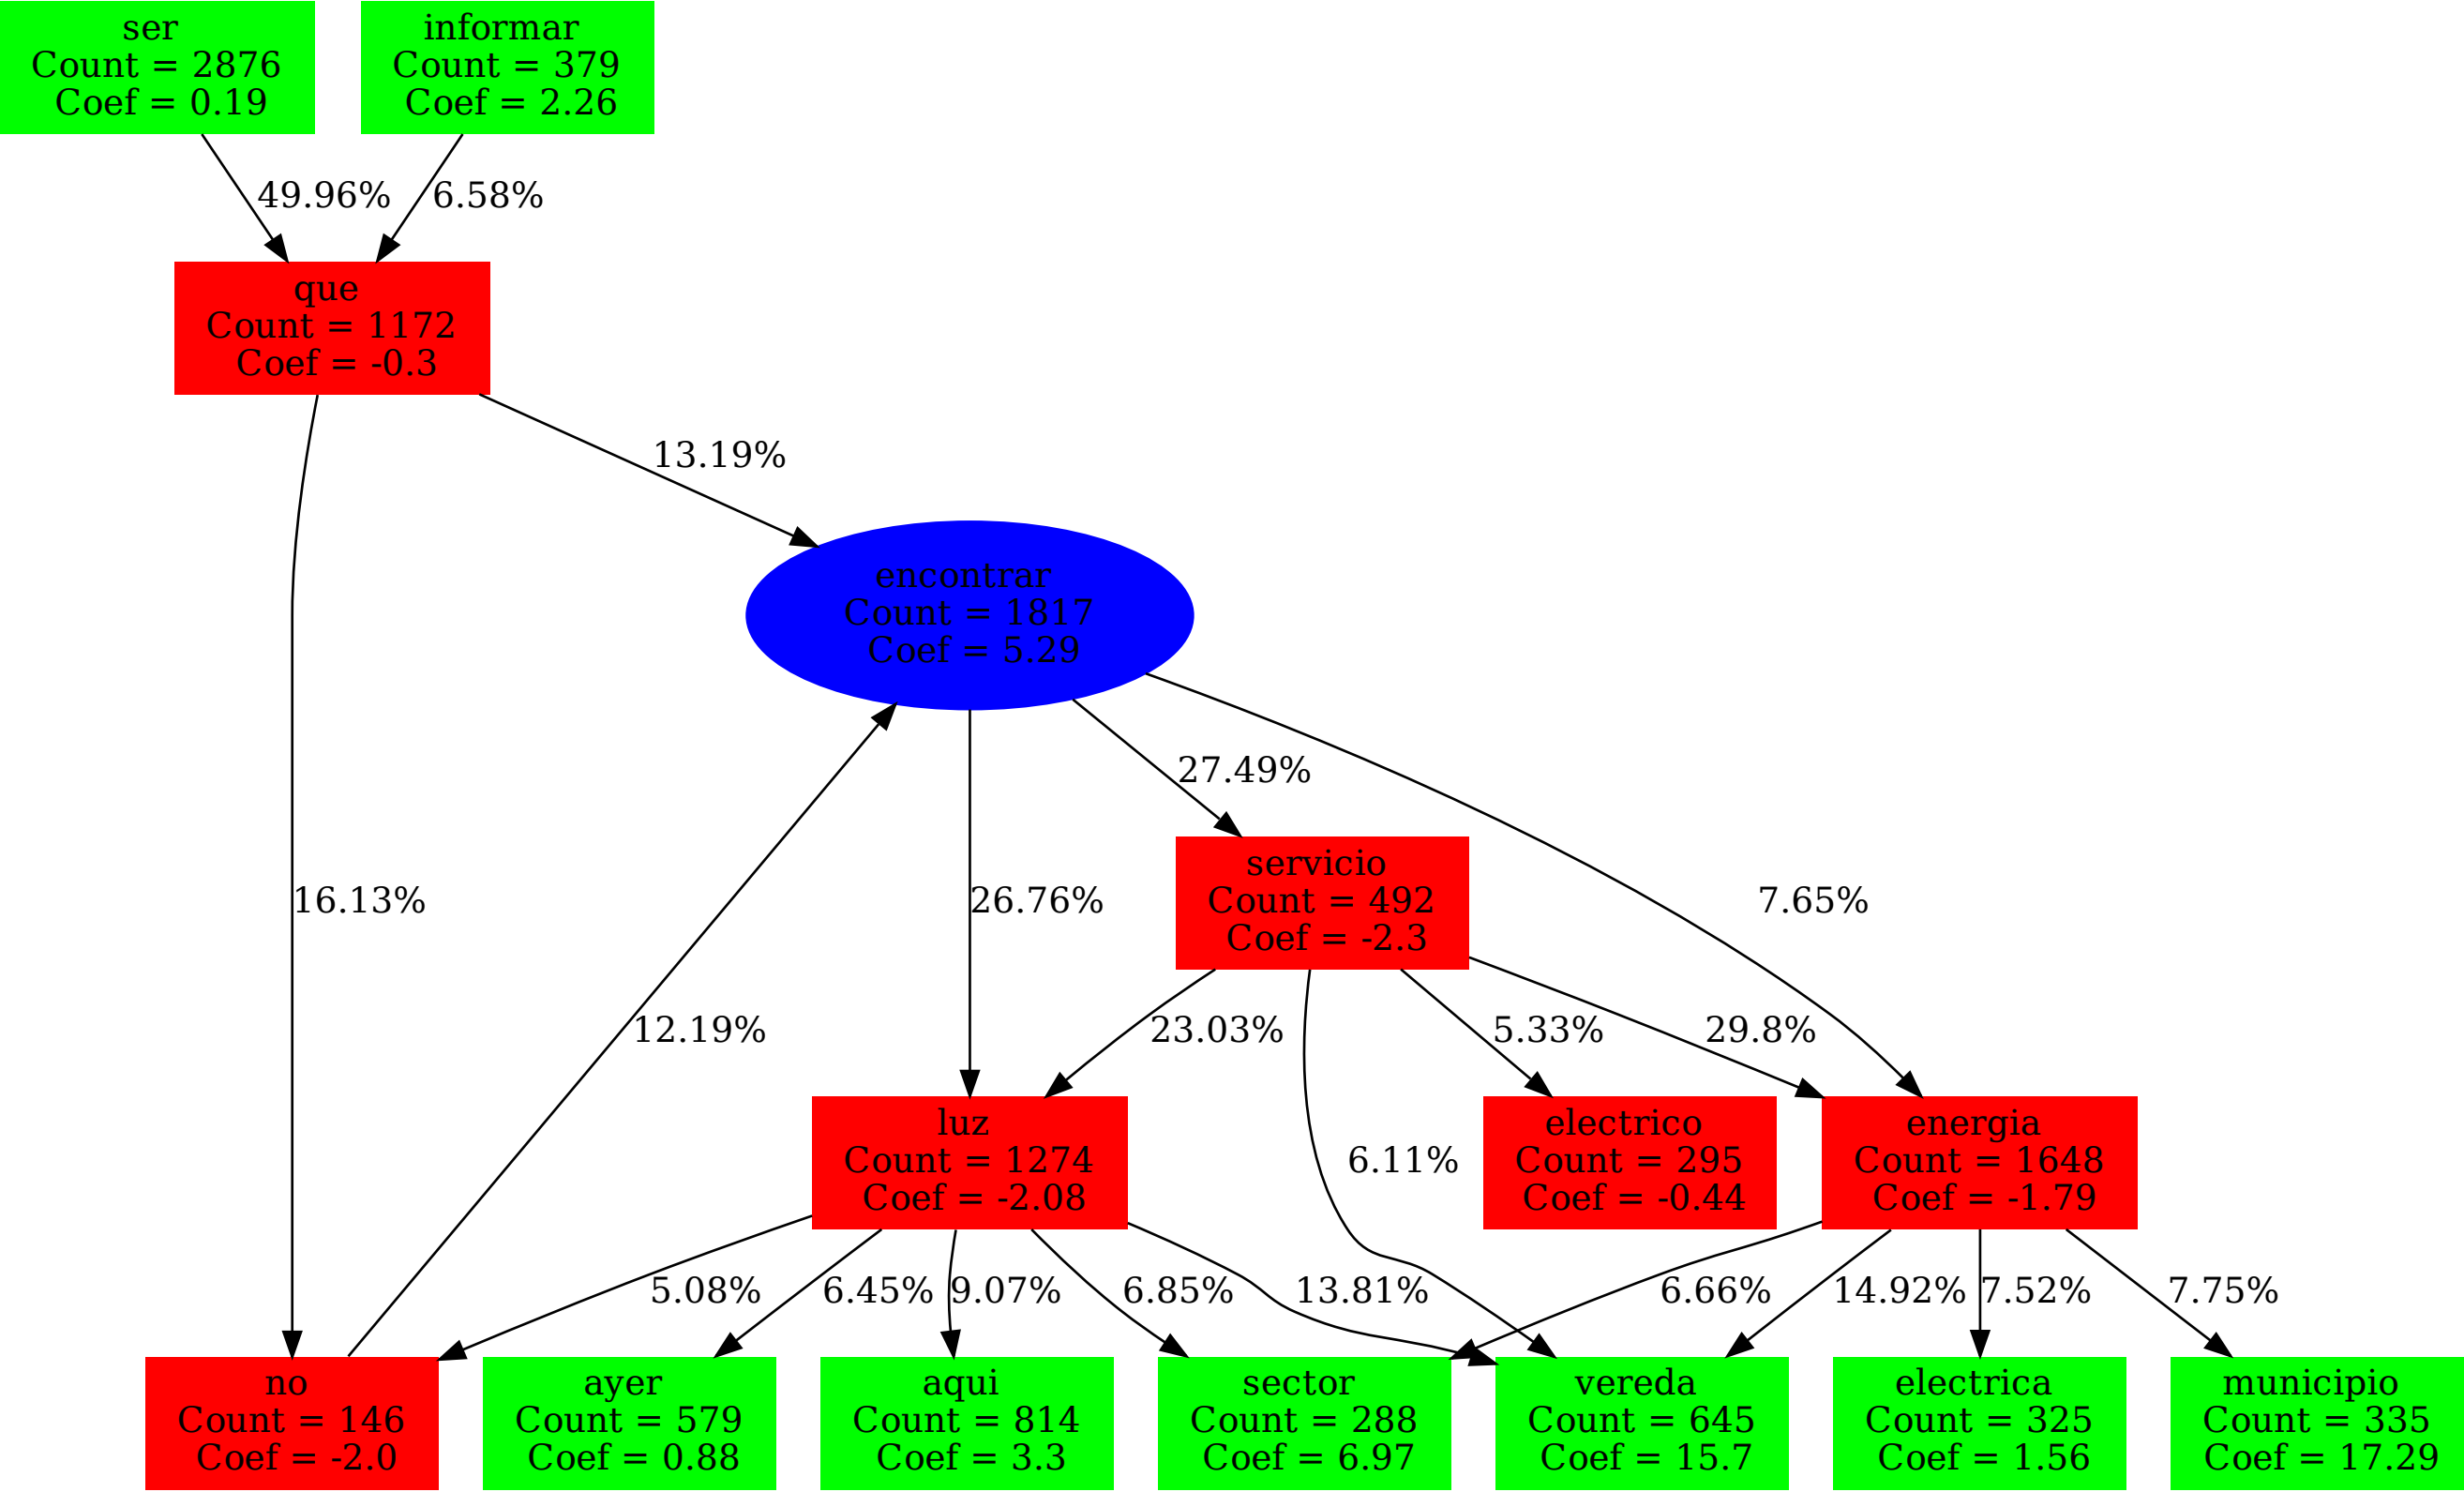 ser
Count = 2876
Coef = 0.19
informar
Count = 379
Coef = 2.26
49.96%
6.58%
que
Count = 1172
Coef = -0.3
13.19%
encontrar
Count = 1817
Coef = 5.29
27.49%
16.13%
26.76%
servicio
Count = 492
Coef = -2.3
7.65%
12.19%
23.03%
5.33%
29.8%
luz
Count = 1274
Coef = -2.08
6.11%
electrico
Count = 295
Coef = -0.44
energia
Count = 1648
Coef = -1.79
5.08%
6.45%
9.07%
6.85%
13.81%
6.66%
14.92%
7.52%
7.75%
no
Count = 146
Coef = -2.0
ayer
Count = 579
Coef = 0.88
aqui
Count = 814
Coef = 3.3
sector
Count = 288
Coef = 6.97
vereda
Count = 645
Coef = 15.7
electrica
Count = 325
Coef = 1.56
municipio
Count = 335
Coef = 17.29